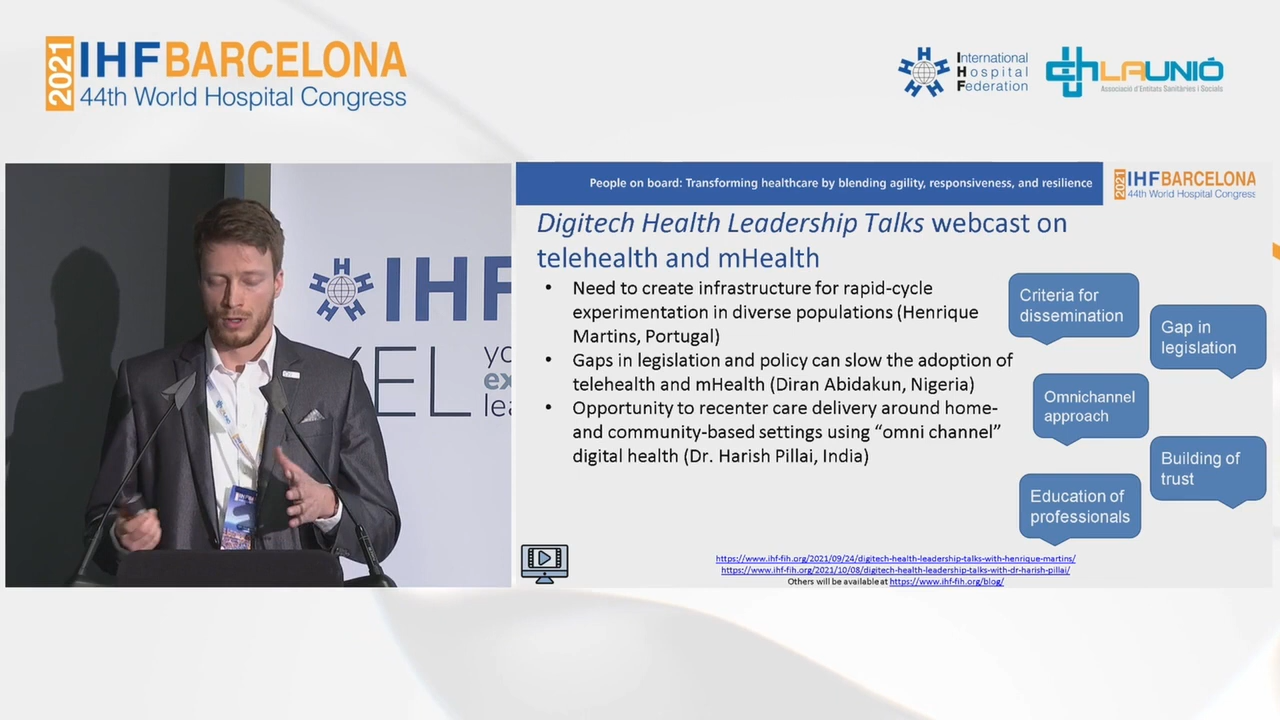 2021
IHF BARCELONA
44th World Hospital Congress
International
Hospital
Federation
LAUNIÓ
Associació d'Entitats Sanitàries i Socials
IHF
XEL
People on board: Transforming healthcare by blending agility, responsiveness, and resilience
2021
IHF BARCELONA
44th World Hospital Congress
Digitech Health Leadership Talks webcast on
telehealth and mHealth
• Need to create infrastructure for rapid-cycle
experimentation in diverse populations (Henrique
Martins, Portugal)
• Gaps in legislation and policy can slow the adoption of
telehealth and mHealth (Diran Abidakun, Nigeria)
• Opportunity to recenter care delivery around home-
and community-based settings using "omni channel"
digital health (Dr. Harish Pillai, India)
Criteria for
dissemination
Gap in
legislation
Omnichannel
approach
Building of
trust
Education of
professionals
https://www.ihf-fih.org/2021/09/24/digitech-health-leadership-talks-with-henrique-martins/
https://www.ihf-fih.org/2021/10/08/digitech-health-leadership-talks-with-dr-harish-pillai/
Others will be available at https://www.ihf-fih.org/blog/